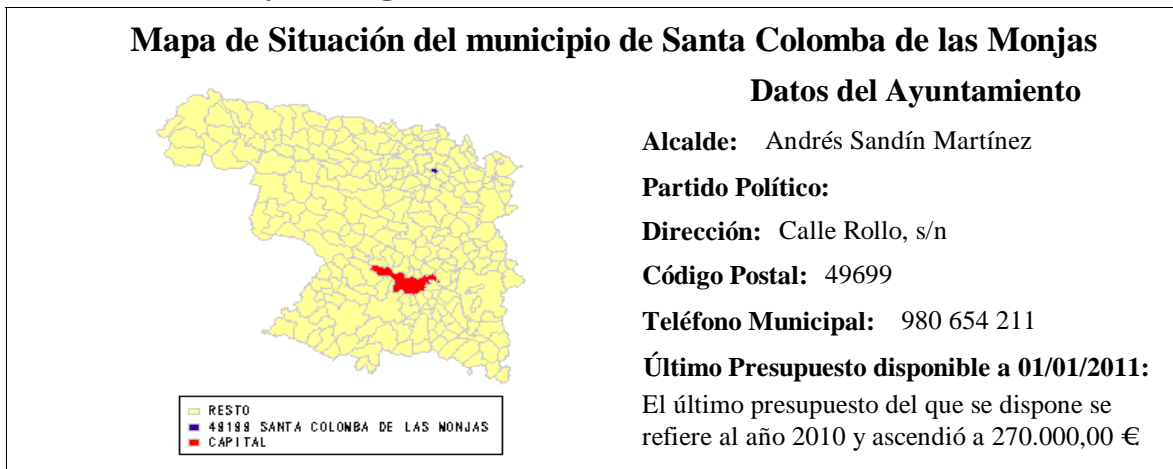 Mapa de Situación del municipio de Santa Colomba de las Monjas
Datos del Ayuntamiento
Alcalde: Andrés Sandín Martínez
Partido Político:
Dirección: Calle Rollo, s/n
Código Postal: 49699
Teléfono Municipal: 980 654 211
Último Presupuesto disponible a 01/01/2011:
El último presupuesto del que se dispone se
refiere al año 2010 y ascendió a 270.000,00 €
RESTO
49199 SANTA COLOMBA DE LAS MONJAS
CAPITAL